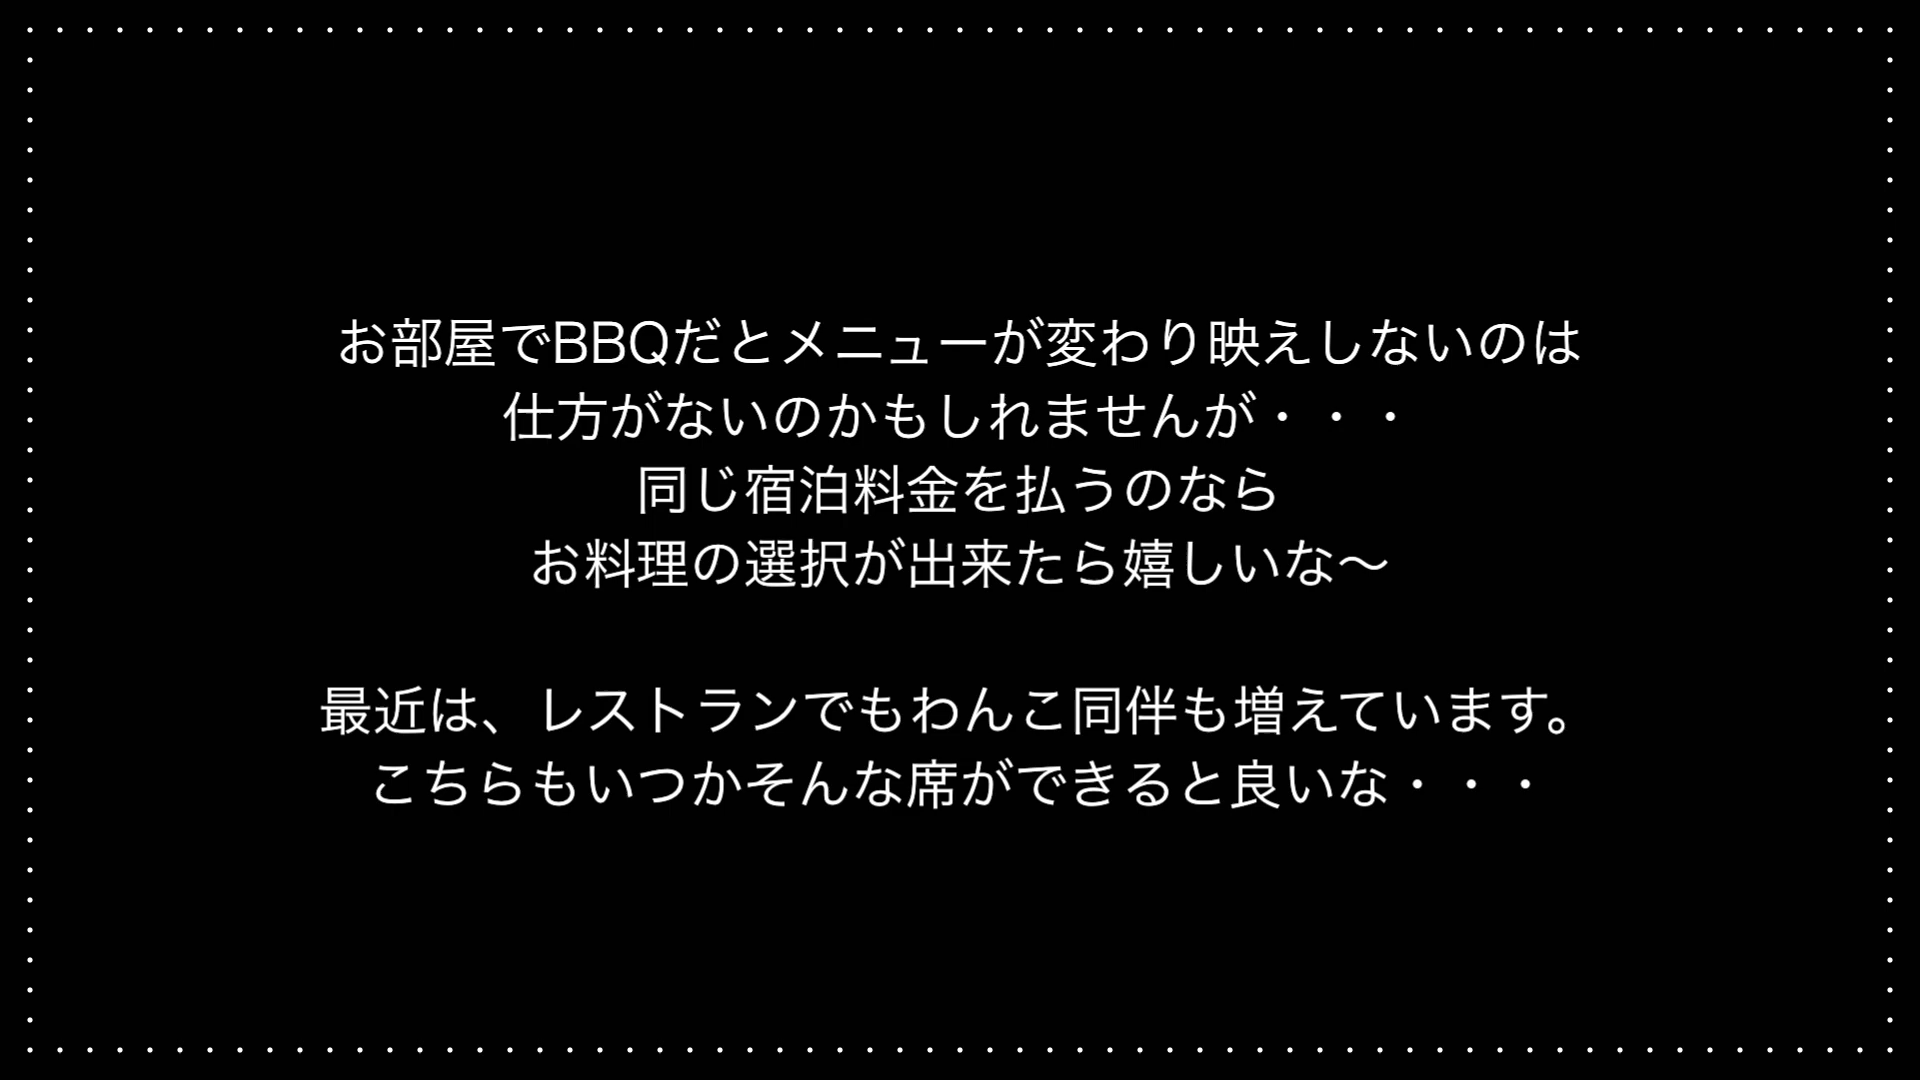 お部屋でBBQだとメニューが変わり映えしないのは
仕方がないのかもしれませんが・・・
同じ宿泊料金を払うのなら
お料理の選択が出来たら嬉しいな〜
最近は、レストランでもわんこ同伴も増えています。
こちらもいつかそんな席ができると良いな・・・